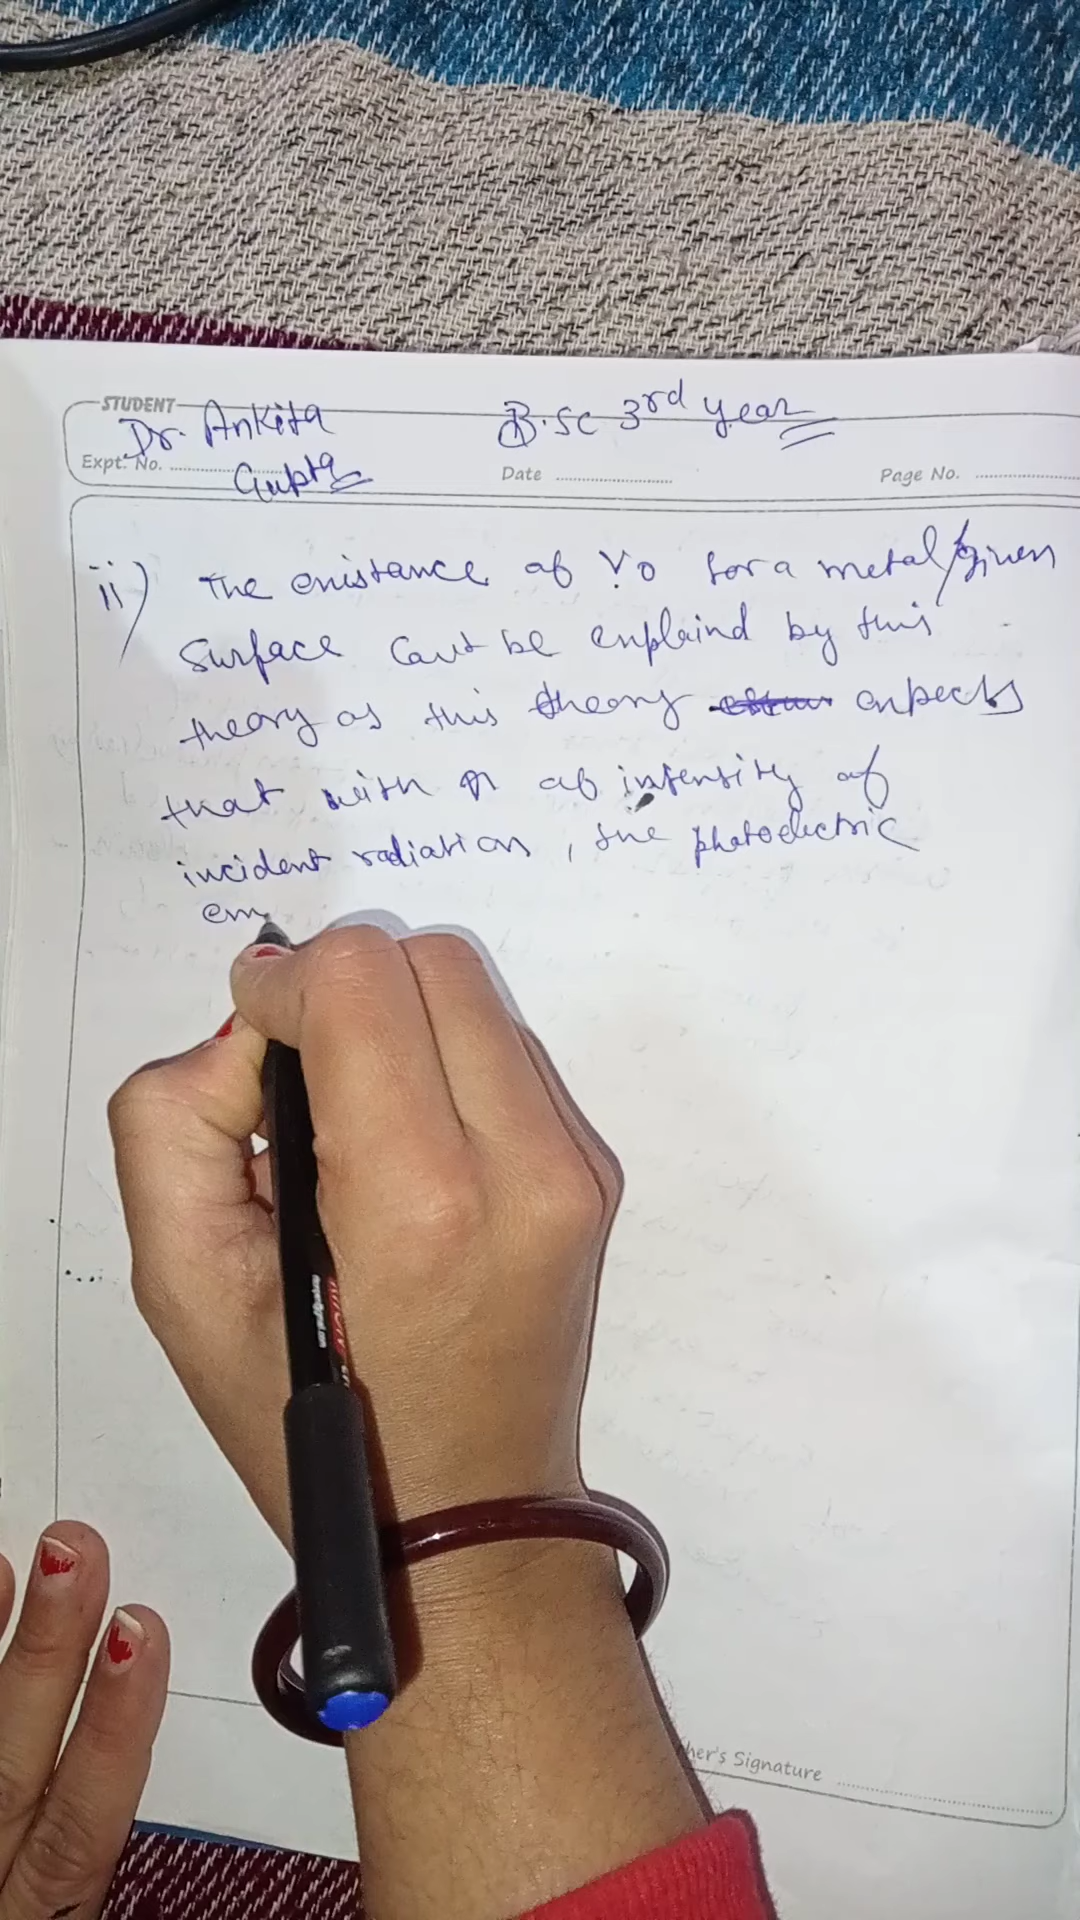 STUDENT
Dr. Ankita B.Sc 3rd year
Expt. No. Gupta Date Page No.
ii) The existance of ν0 for a metal/given
surface can't be explaind by this
theory as this theory expects
that with ↑ of intensity of
incident radiation, the photoelectric
em
her's Signature